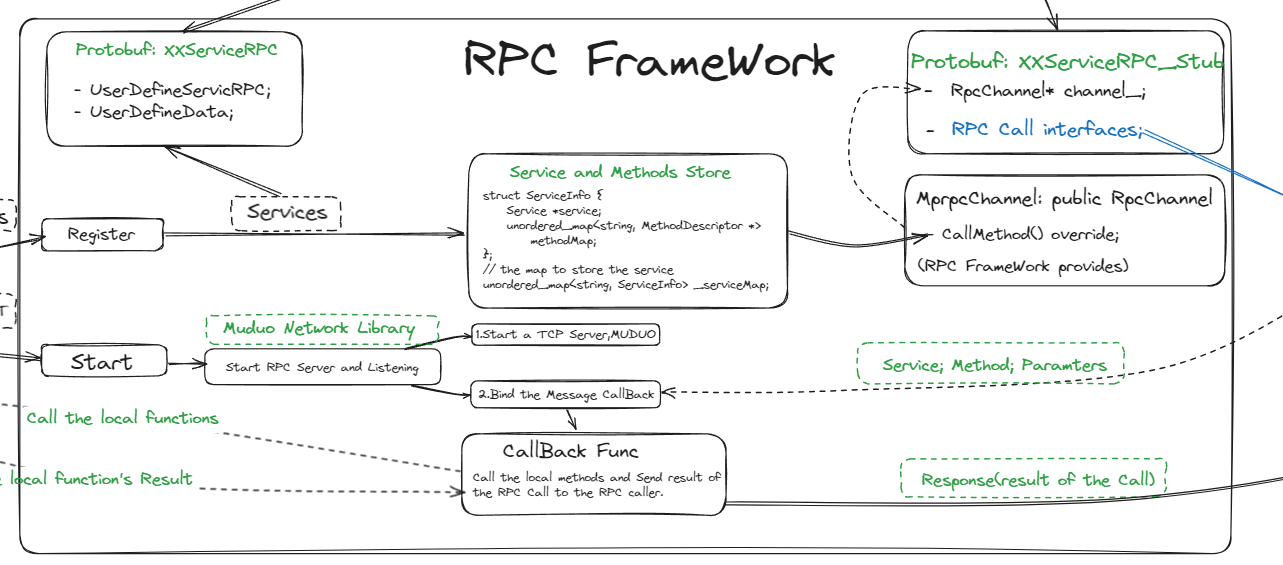 RPC FrameWork
Protobuf: XXServiceRPC
- UserDefineServicRPC;
- UserDefineData;
Protobuf: XXServiceRPC_Stub
- RpcChannel* channel_;
- RPC Call interfaces;
Services
Register
Service and Methods Store
struct ServiceInfo {
Service *service;
unordered_map<string, MethodDescriptor *>
methodMap;
};
// the map to store the service
unordered_map<string, ServiceInfo> _serviceMap;
MprpcChannel: public RpcChannel
- CallMethod() override;
(RPC FrameWork provides)
s
T
Muduo Network Library
Start
Start RPC Server and Listening
1.Start a TCP Server,MUDUO
2.Bind the Message CallBack
Service; Method; Paramters
Call the local functions
CallBack Func
Call the local methods and Send result of
the RPC Call to the RPC caller.
local function's Result
Response(result of the Call)